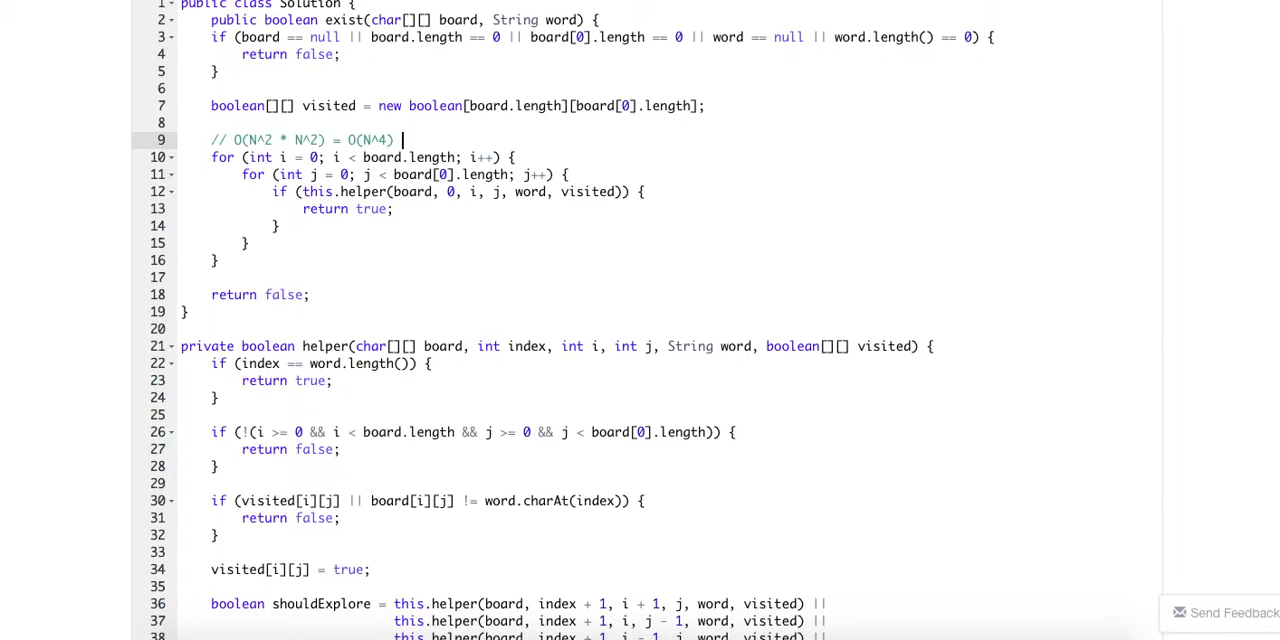 1 public class Solution {
2 public boolean exist(char[][] board, String word) {
3 if (board == null || board.length == 0 || board[0].length == 0 || word == null || word.length() == 0) {
4 return false;
5 }
6
7 boolean[][] visited = new boolean[board.length][board[0].length];
8
9 // O(N^2 * N^2) = O(N^4)
10 for (int i = 0; i < board.length; i++) {
11 for (int j = 0; j < board[0].length; j++) {
12 if (this.helper(board, 0, i, j, word, visited)) {
13 return true;
14 }
15 }
16 }
17
18 return false;
19 }
20
21 private boolean helper(char[][] board, int index, int i, int j, String word, boolean[][] visited) {
22 if (index == word.length()) {
23 return true;
24 }
25
26 if (!(i >= 0 && i < board.length && j >= 0 && j < board[0].length)) {
27 return false;
28 }
29
30 if (visited[i][j] || board[i][j] != word.charAt(index)) {
31 return false;
32 }
33
34 visited[i][j] = true;
35
36 boolean shouldExplore = this.helper(board, index + 1, i + 1, j, word, visited) ||
37 this.helper(board, index + 1, i, j - 1, word, visited) ||
38 this.helper(board, index + 1, i - 1, j, word, visited) ||
Send Feedback